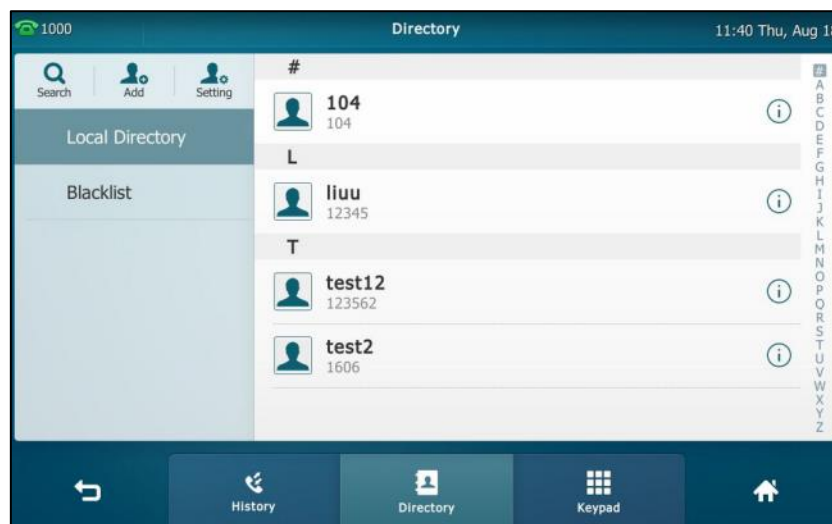 1000
Directory
11:40 Thu, Aug 18
Search
Add
Setting
Local Directory
Blacklist
#
104
104
L
liuu
12345
T
test12
123562
test2
1606
#
A
B
C
D
E
F
G
H
I
J
K
L
M
N
O
P
Q
R
S
T
U
V
W
X
Y
Z
History
Directory
Keypad